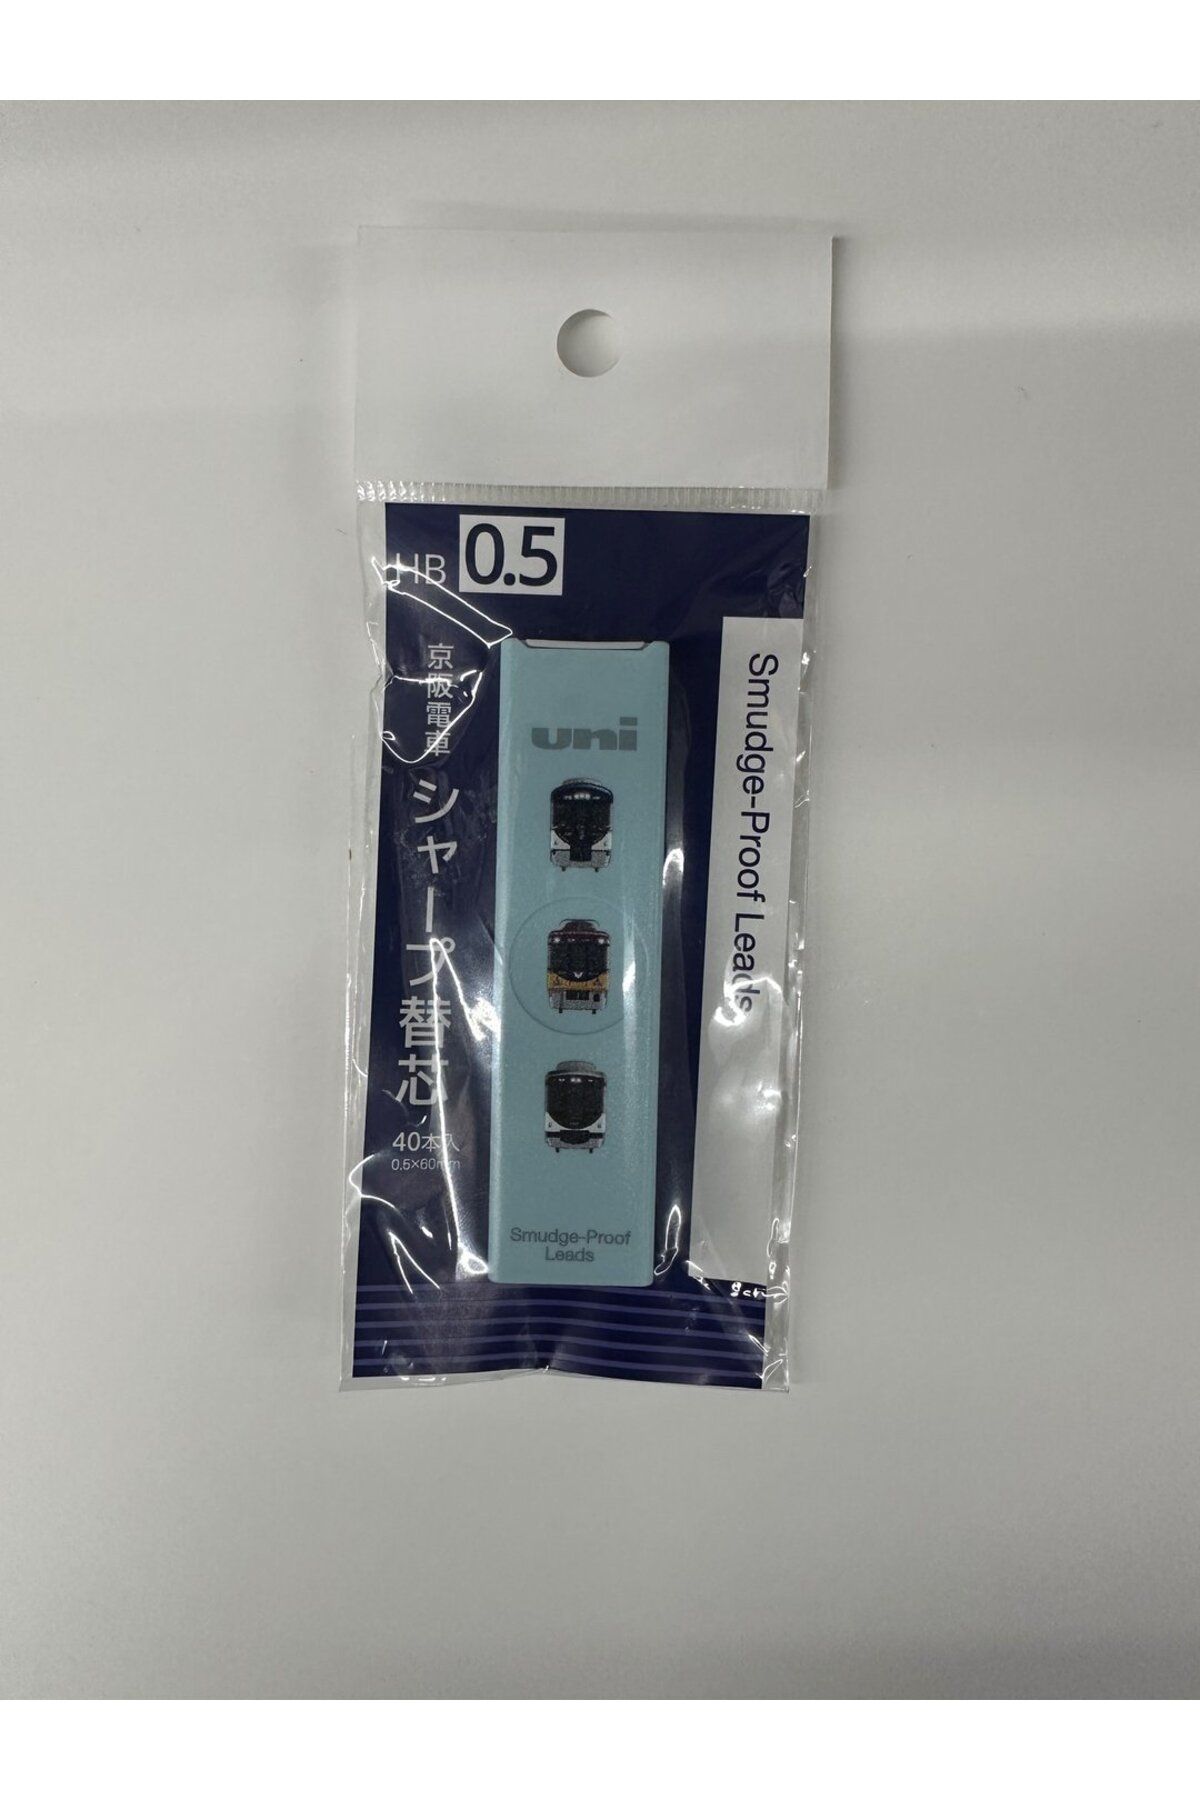 HB 0.5
京阪電車 シャープ替芯
40本入
0.5×60mm
uni
Smudge-Proof
Leads
Smudge-Proof Leads